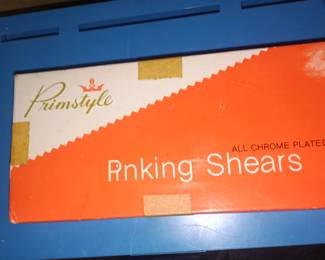 Primstyle
ALL CHROME PLATED
Pinking Shears